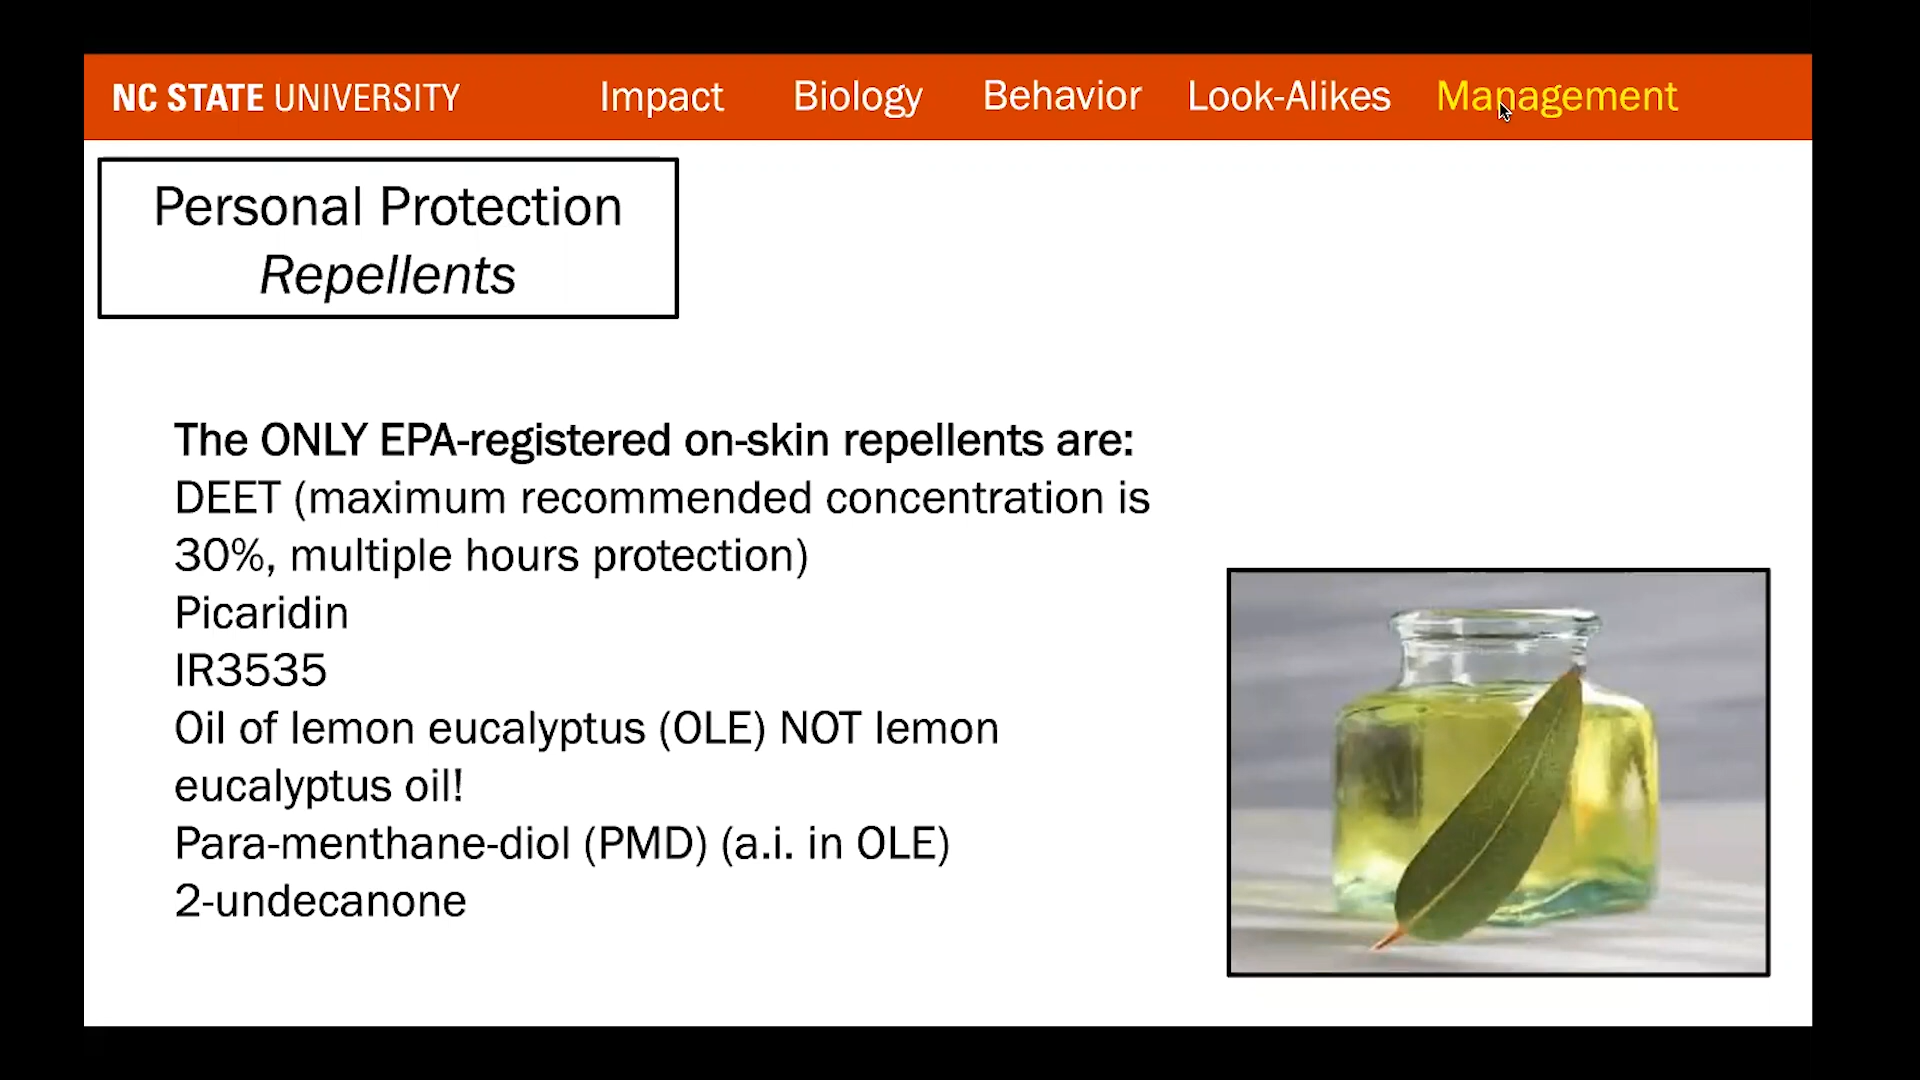 NC STATE UNIVERSITY Impact Biology Behavior Look-Alikes Management
Personal Protection
Repellents
The ONLY EPA-registered on-skin repellents are:
DEET (maximum recommended concentration is
30%, multiple hours protection)
Picaridin
IR3535
Oil of lemon eucalyptus (OLE) NOT lemon
eucalyptus oil!
Para-menthane-diol (PMD) (a.i. in OLE)
2-undecanone